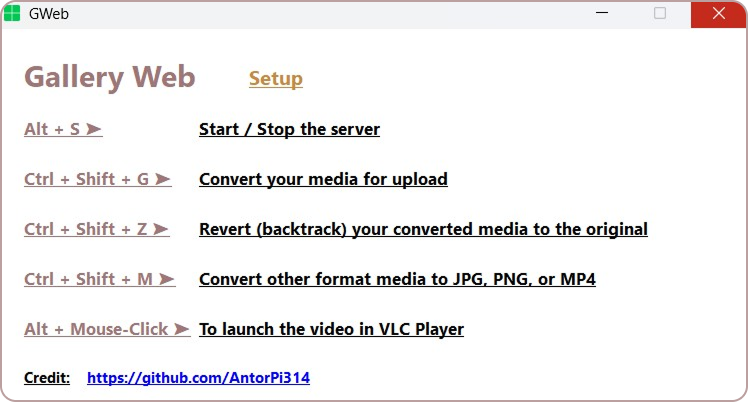 GWeb
Gallery Web Setup
Alt + S ➤ Start / Stop the server
Ctrl + Shift + G ➤ Convert your media for upload
Ctrl + Shift + Z ➤ Revert (backtrack) your converted media to the original
Ctrl + Shift + M ➤ Convert other format media to JPG, PNG, or MP4
Alt + Mouse-Click ➤ To launch the video in VLC Player
Credit: https://github.com/AntorPi314